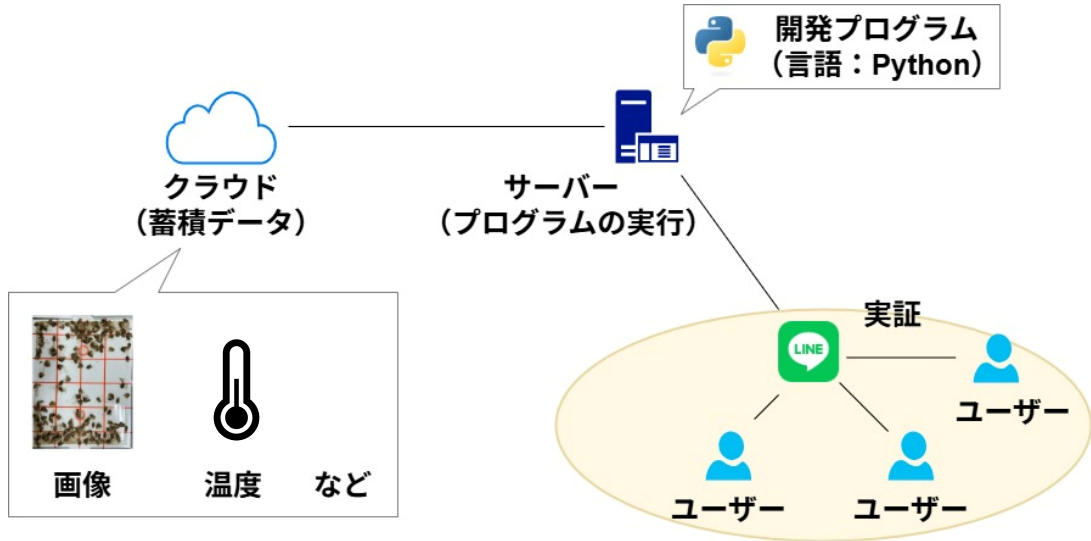 開発プログラム
（言語：Python）
クラウド
（蓄積データ）
サーバー
（プログラムの実行）
画像
温度
など
実証
LINE
ユーザー
ユーザー
ユーザー